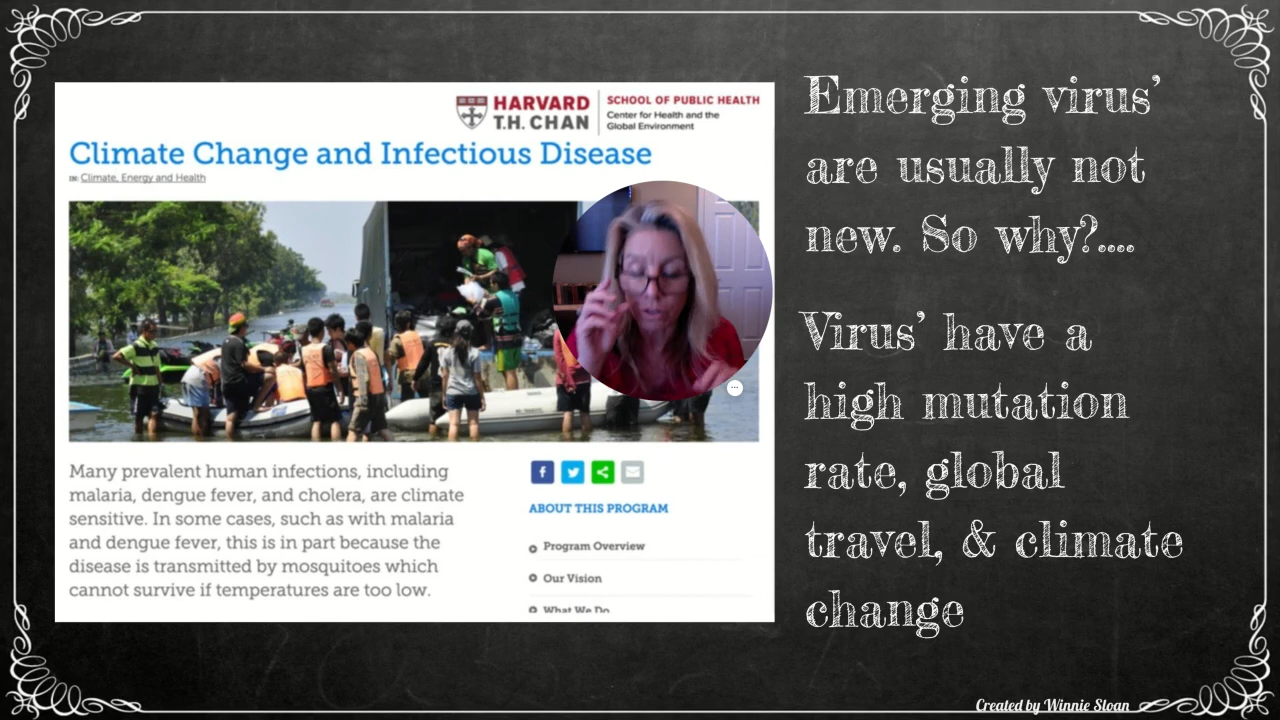 HARVARD
T.H. CHAN
SCHOOL OF PUBLIC HEALTH
Center for Health and the
Global Environment
Climate Change and Infectious Disease
IN: Climate, Energy and Health
Many prevalent human infections, including
malaria, dengue fever, and cholera, are climate
sensitive. In some cases, such as with malaria
and dengue fever, this is in part because the
disease is transmitted by mosquitoes which
cannot survive if temperatures are too low.
ABOUT THIS PROGRAM
Program Overview
Our Vision
What We Do
Emerging virus’
are usually not
new. So why?....
Virus’ have a
high mutation
rate, global
travel, & climate
change
Created by Winnie Sloan